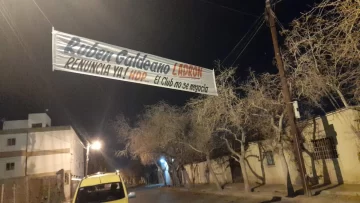 Ruben Galdeano LADRON
RENUNCIA YA! HDP... El Club no se negocia